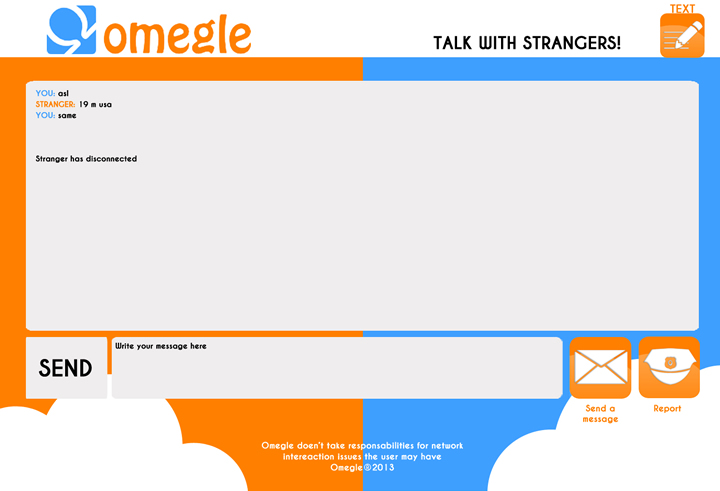 TEXT
omegle
TALK WITH STRANGERS!
YOU: asl
STRANGER: 19 m usa
YOU: same
Stranger has disconnected
Write your message here
SEND
Send a
message
Report
Omegle doen't take responsabilities for network
intereaction issues the user may have
Omegle©2013